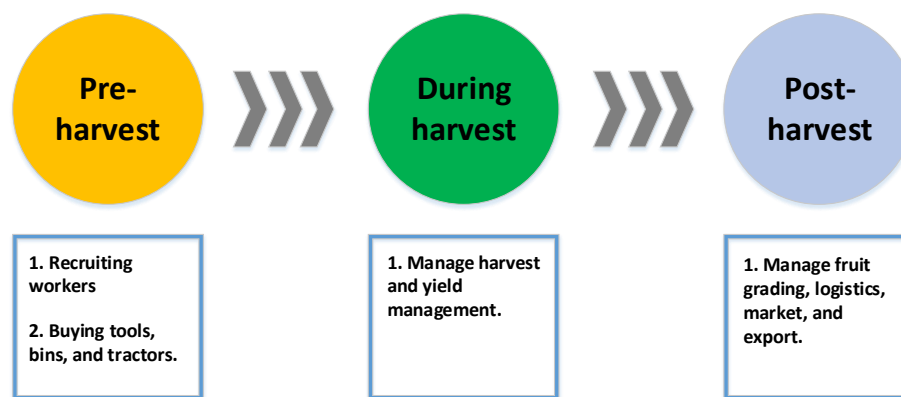 Pre-
harvest
During
harvest
Post-
harvest
1. Recruiting
workers
2. Buying tools,
bins, and tractors.
1. Manage harvest
and yield
management.
1. Manage fruit
grading, logistics,
market, and
export.